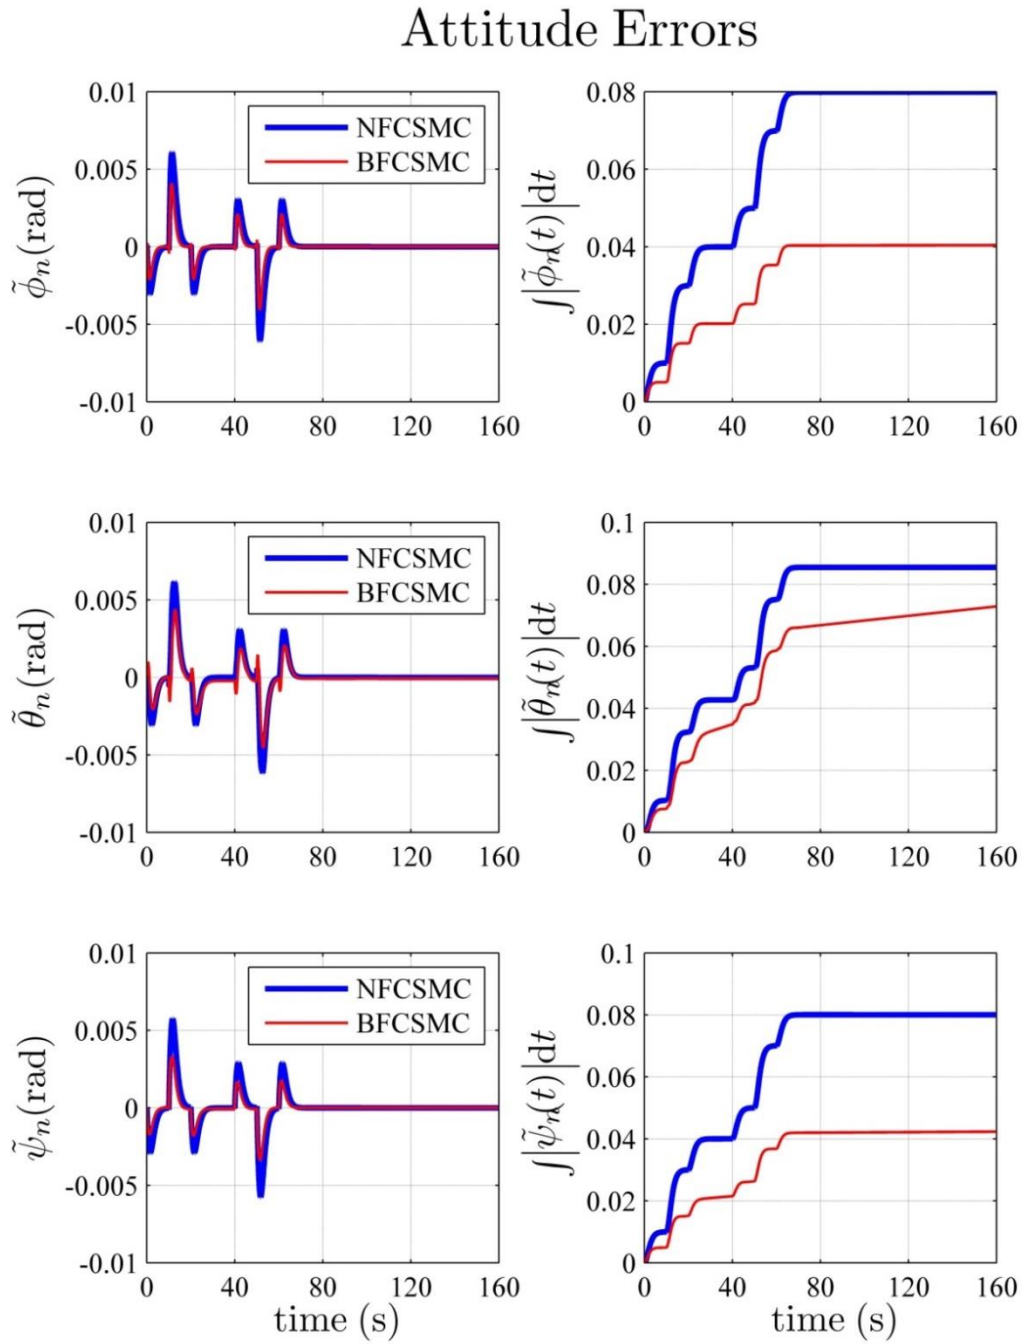 Attitude Errors
0.01
0.005
0
-0.005
-0.01
ϕ̃ₙ(rad)
NFCSMC
BFCSMC
0 40 80 120 160
0.08
0.06
0.04
0.02
0
∫|ϕ̃ₙ(t)|dt
0 40 80 120 160
0.01
0.005
0
-0.005
-0.01
θ̃ₙ(rad)
NFCSMC
BFCSMC
0 40 80 120 160
0.1
0.08
0.06
0.04
0.02
0
∫|θ̃ₙ(t)|dt
0 40 80 120 160
0.01
0.005
0
-0.005
-0.01
ψ̃ₙ(rad)
NFCSMC
BFCSMC
0 40 80 120 160
time (s)
0.1
0.08
0.06
0.04
0.02
0
∫|ψ̃ₙ(t)|dt
0 40 80 120 160
time (s)